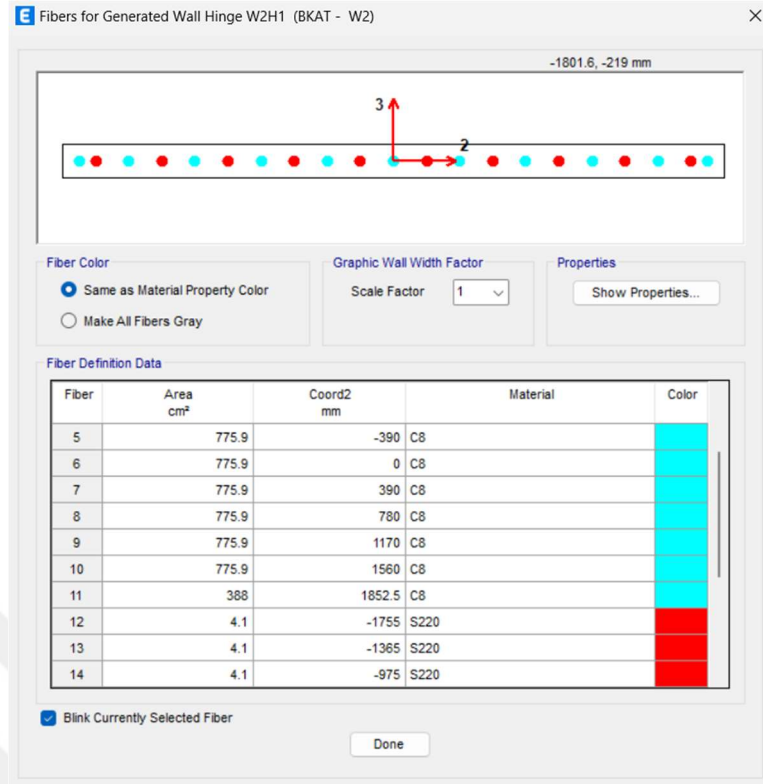 E Fibers for Generated Wall Hinge W2H1 (BKAT - W2)
-1801.6, -219 mm
3
2
Fiber Color
Same as Material Property Color
Make All Fibers Gray
Graphic Wall Width Factor
Scale Factor 1
Properties
Show Properties...
Fiber Definition Data
Fiber Area Coord2 Material Color
cm² mm
5 775.9 -390 C8
6 775.9 0 C8
7 775.9 390 C8
8 775.9 780 C8
9 775.9 1170 C8
10 775.9 1560 C8
11 388 1852.5 C8
12 4.1 -1755 S220
13 4.1 -1365 S220
14 4.1 -975 S220
Blink Currently Selected Fiber
Done